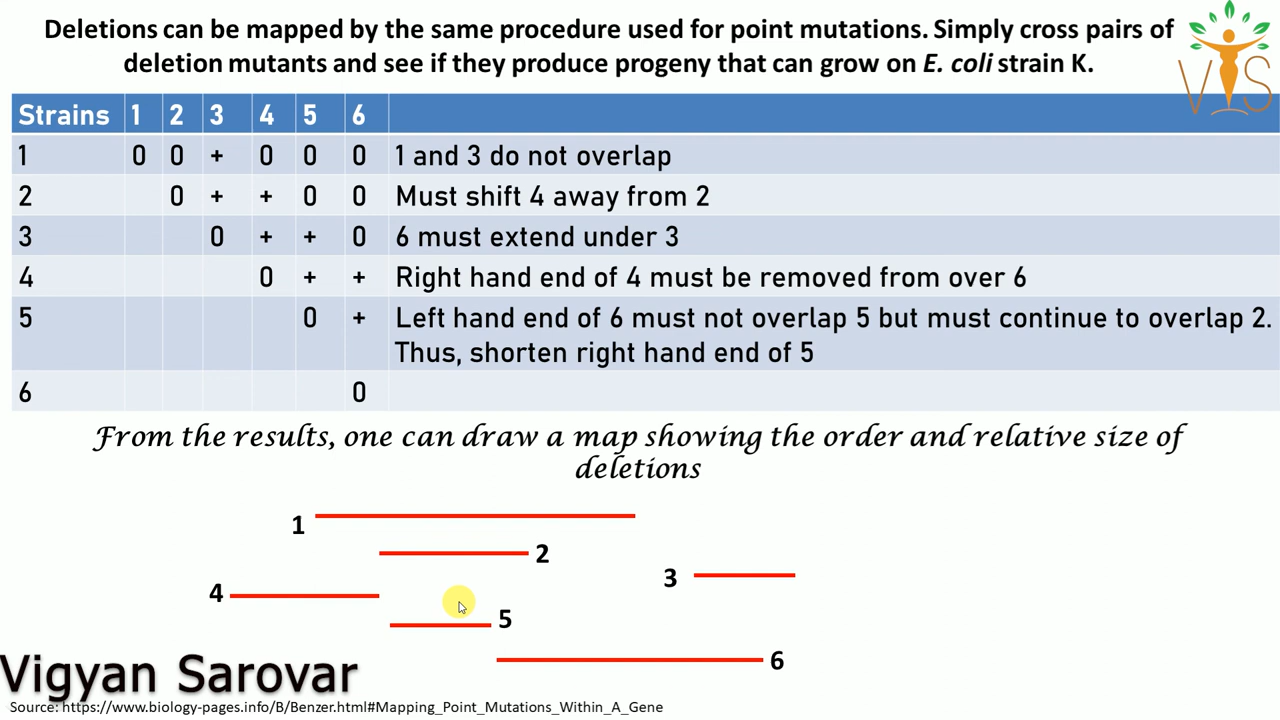 Deletions can be mapped by the same procedure used for point mutations. Simply cross pairs of
deletion mutants and see if they produce progeny that can grow on E. coli strain K.
VIS
Strains 1 2 3 4 5 6
1 0 0 + 0 0 0 1 and 3 do not overlap
2 0 + + 0 0 Must shift 4 away from 2
3 0 + + 0 6 must extend under 3
4 0 + + Right hand end of 4 must be removed from over 6
5 0 + Left hand end of 6 must not overlap 5 but must continue to overlap 2.
Thus, shorten right hand end of 5
6 0
From the results, one can draw a map showing the order and relative size of
deletions
1
2
3
4
5
6
Vigyan Sarovar
Source: https://www.biology-pages.info/B/Benzer.html#Mapping_Point_Mutations_Within_A_Gene